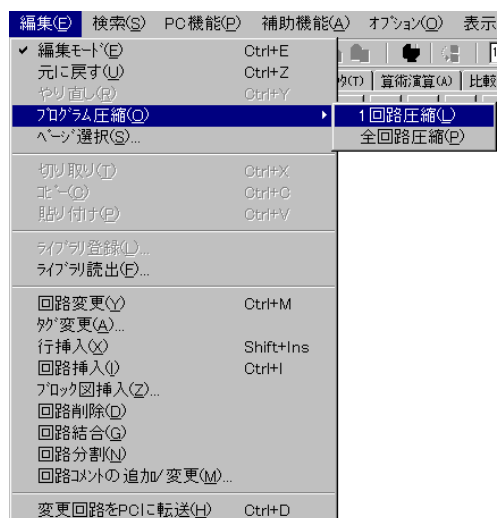 編集(E) 検索(S) PC機能(P) 補助機能(A) オプション(O) 表示
✓ 編集モード(E) Ctrl+E
元に戻す(U) Ctrl+Z
やり直し(R) Ctrl+Y
タ(T) 算術演算(A) 比較
プログラム圧縮(O)
1回路圧縮(L)
ページ選択(S)...
全回路圧縮(P)
切り取り(T) Ctrl+X
コピー(C) Ctrl+C
貼り付け(P) Ctrl+V
ライブラリ登録(L)...
ライブラリ読出(F)...
回路変更(Y) Ctrl+M
タグ変更(A)...
行挿入(X) Shift+Ins
回路挿入(I) Ctrl+I
ブロック図挿入(Z)...
回路削除(D)
回路結合(G)
回路分割(N)
回路コメントの追加/変更(M)...
変更回路をPCに転送(H) Ctrl+D